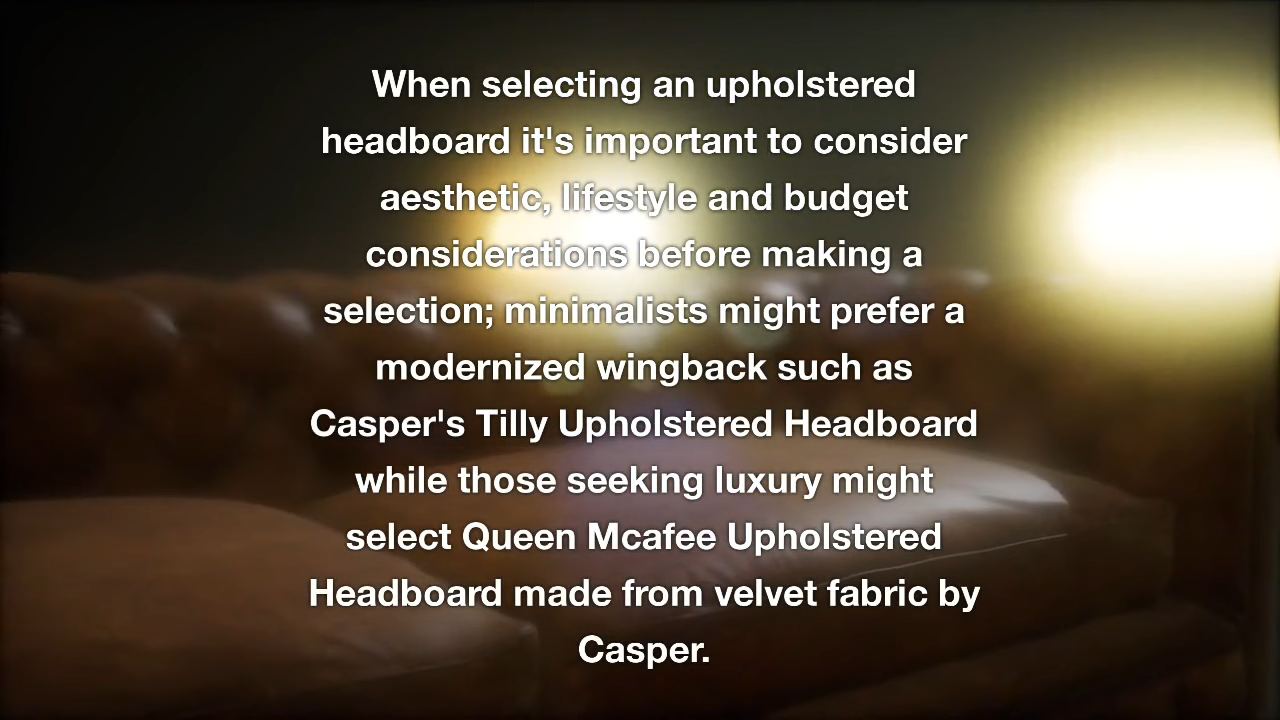 When selecting an upholstered
headboard it's important to consider
aesthetic, lifestyle and budget
considerations before making a
selection; minimalists might prefer a
modernized wingback such as
Casper's Tilly Upholstered Headboard
while those seeking luxury might
select Queen Mcafee Upholstered
Headboard made from velvet fabric by
Casper.